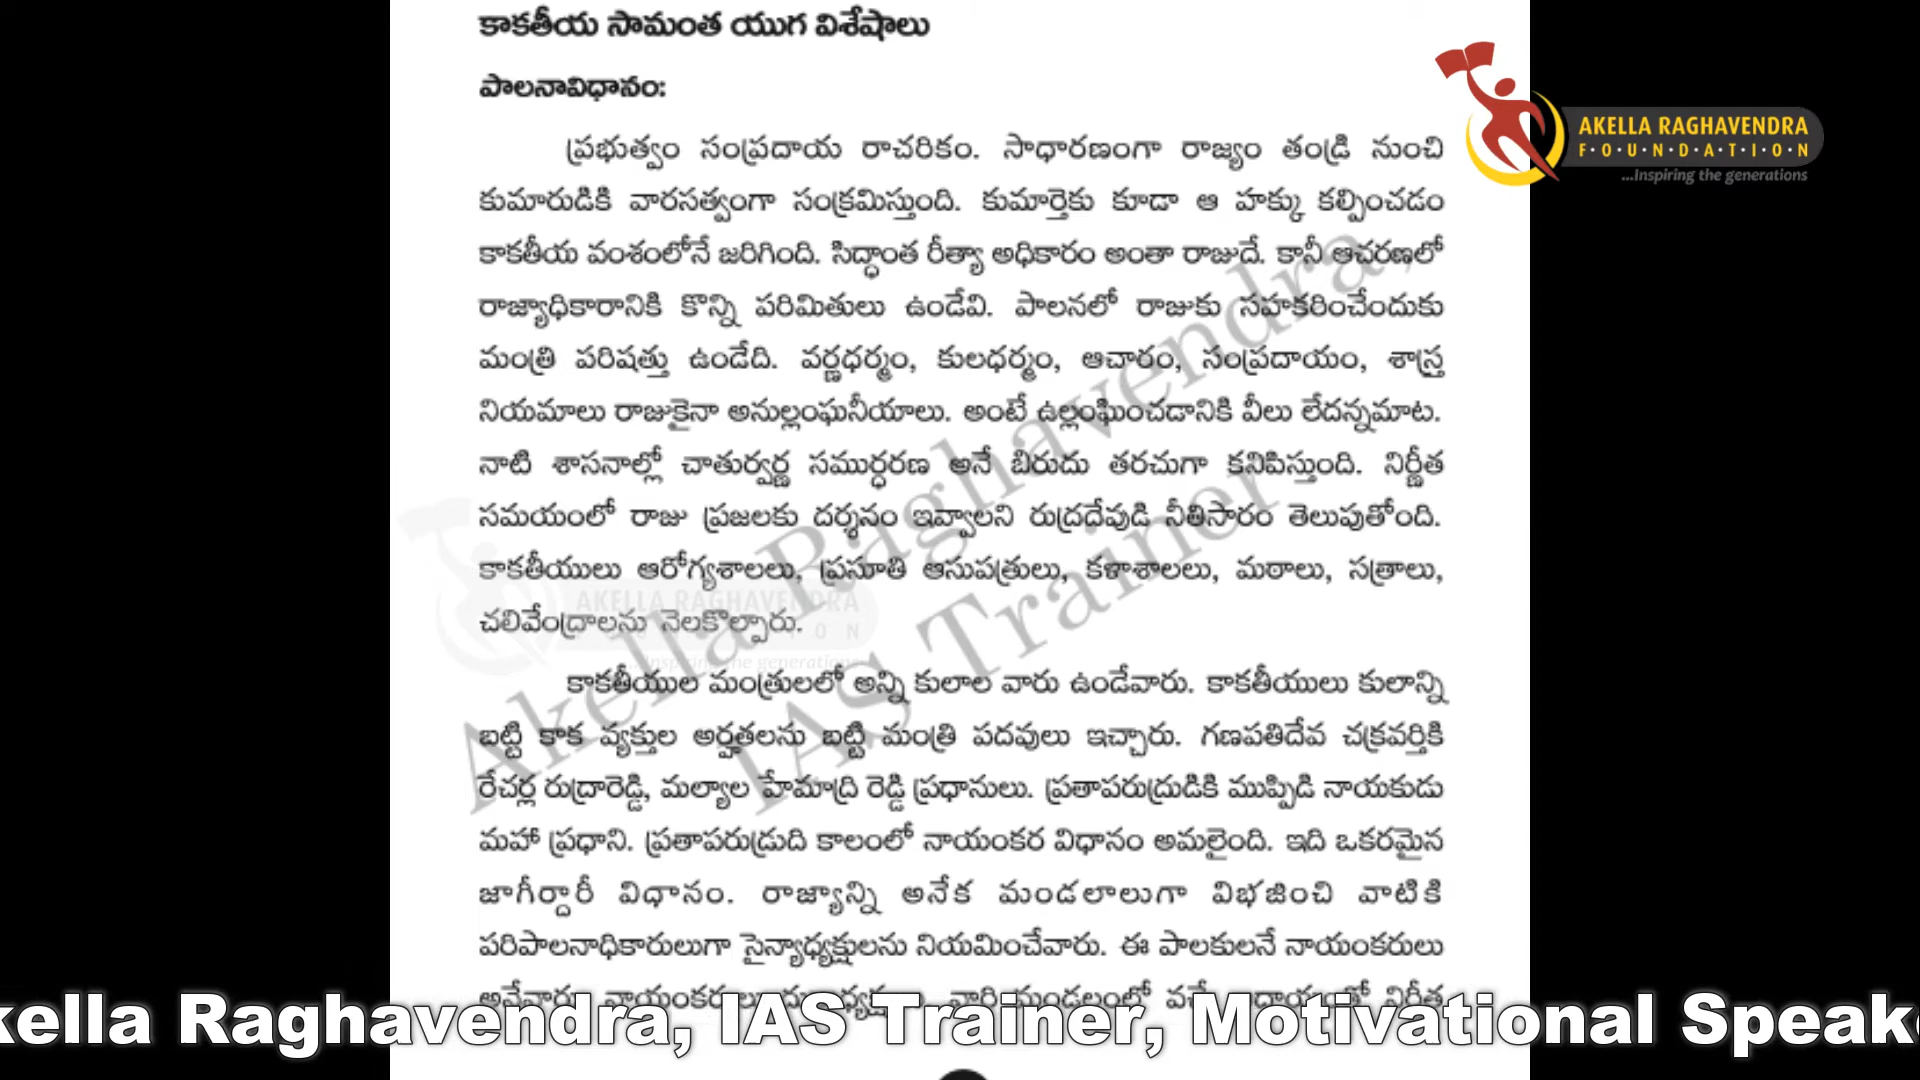 కాకతీయ సామంత యుగ విశేషాలు
పాలనావిధానం:
ప్రభుత్వం సంప్రదాయ రాచరికం. సాధారణంగా రాజ్యం తండ్రి నుంచి
కుమారుడికి వారసత్వంగా సంక్రమిస్తుంది. కుమార్తెకు కూడా ఆ హక్కు కల్పించడం
కాకతీయ వంశంలోనే జరిగింది. సిద్ధాంత రీత్యా అధికారం అంతా రాజుదే. కానీ ఆచరణలో
రాజ్యాధికారానికి కొన్ని పరిమితులు ఉండేవి. పాలనలో రాజుకు సహకరించేందుకు
మంత్రి పరిషత్తు ఉండేది. వర్ణధర్మం, కులధర్మం, ఆచారం, సంప్రదాయం, శాస్త్ర
నియమాలు రాజుకైనా అనుల్లంఘనీయాలు. అంటే ఉల్లంఘించడానికి వీలు లేదన్నమాట.
నాటి శాసనాల్లో చాతుర్వర్ణ సముర్ధరణ అనే బిరుదు తరచుగా కనిపిస్తుంది. నిర్ణీత
సమయంలో రాజు ప్రజలకు దర్శనం ఇవ్వాలని రుద్రదేవుడి నీతిసారం తెలుపుతోంది.
కాకతీయులు ఆరోగ్యశాలలు, ప్రసూతి ఆసుపత్రులు, కళాశాలలు, మఠాలు, సత్రాలు,
చలివేంద్రాలను నెలకొల్పారు.
కాకతీయుల మంత్రులలో అన్ని కులాల వారు ఉండేవారు. కాకతీయులు కులాన్ని
బట్టి కాక వ్యక్తుల అర్హతలను బట్టి మంత్రి పదవులు ఇచ్చారు. గణపతిదేవ చక్రవర్తికి
రేచర్ల రుద్రారెడ్డి, మల్యాల హేమాద్రి రెడ్డి ప్రధానులు. ప్రతాపరుద్రుడికి ముప్పిడి నాయకుడు
మహా ప్రధాని. ప్రతాపరుడ్రుది కాలంలో నాయంకర విధానం అమలైంది. ఇది ఒకరమైన
జాగీర్దారీ విధానం. రాజ్యాన్ని అనేక మండలాలుగా విభజించి వాటికి
పరిపాలనాధికారులుగా సైన్యాధ్యక్షులను నియమించేవారు. ఈ పాలకులనే నాయంకరులు
kella Raghavendra, IAS Trainer, Motivational Speak
AKELLA RAGHAVENDRA
F·O·U·N·D·A·T·I·O·N
...Inspiring the generations
Akella Raghavendra,
IAS Trainer
AKELLA RAGHAVENDRA
...Inspiring the generations